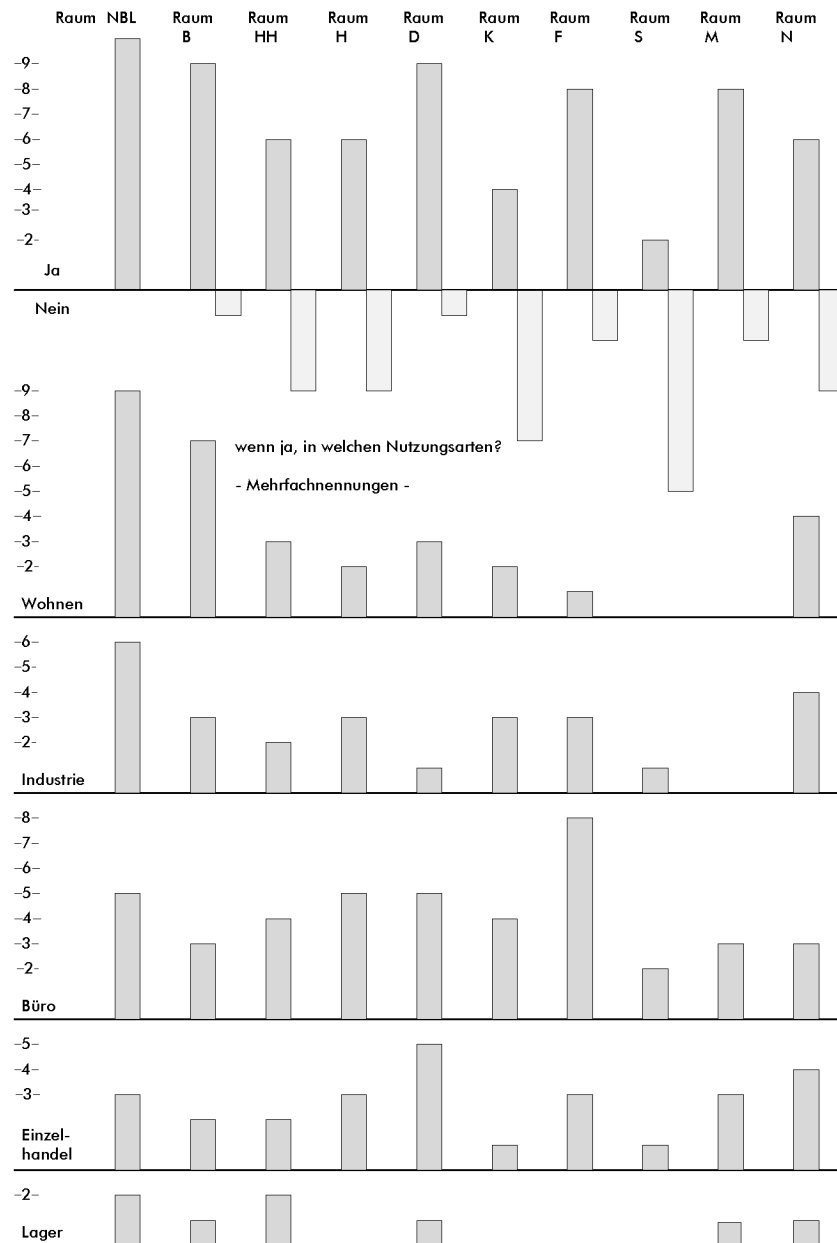 Raum NBL Raum Raum Raum Raum Raum Raum Raum Raum Raum
B HH H D K F S M N
-9-
-8-
-7-
-6-
-5-
-4-
-3-
-2-
Ja
Nein
-9-
-8-
-7-
-6-
-5-
-4-
-3-
-2-
wenn ja, in welchen Nutzungsarten?
- Mehrfachnennungen -
Wohnen
-6-
-5-
-4-
-3-
-2-
Industrie
-8-
-7-
-6-
-5-
-4-
-3-
-2-
Büro
-5-
-4-
-3-
Einzel-
handel
-2-
Lager